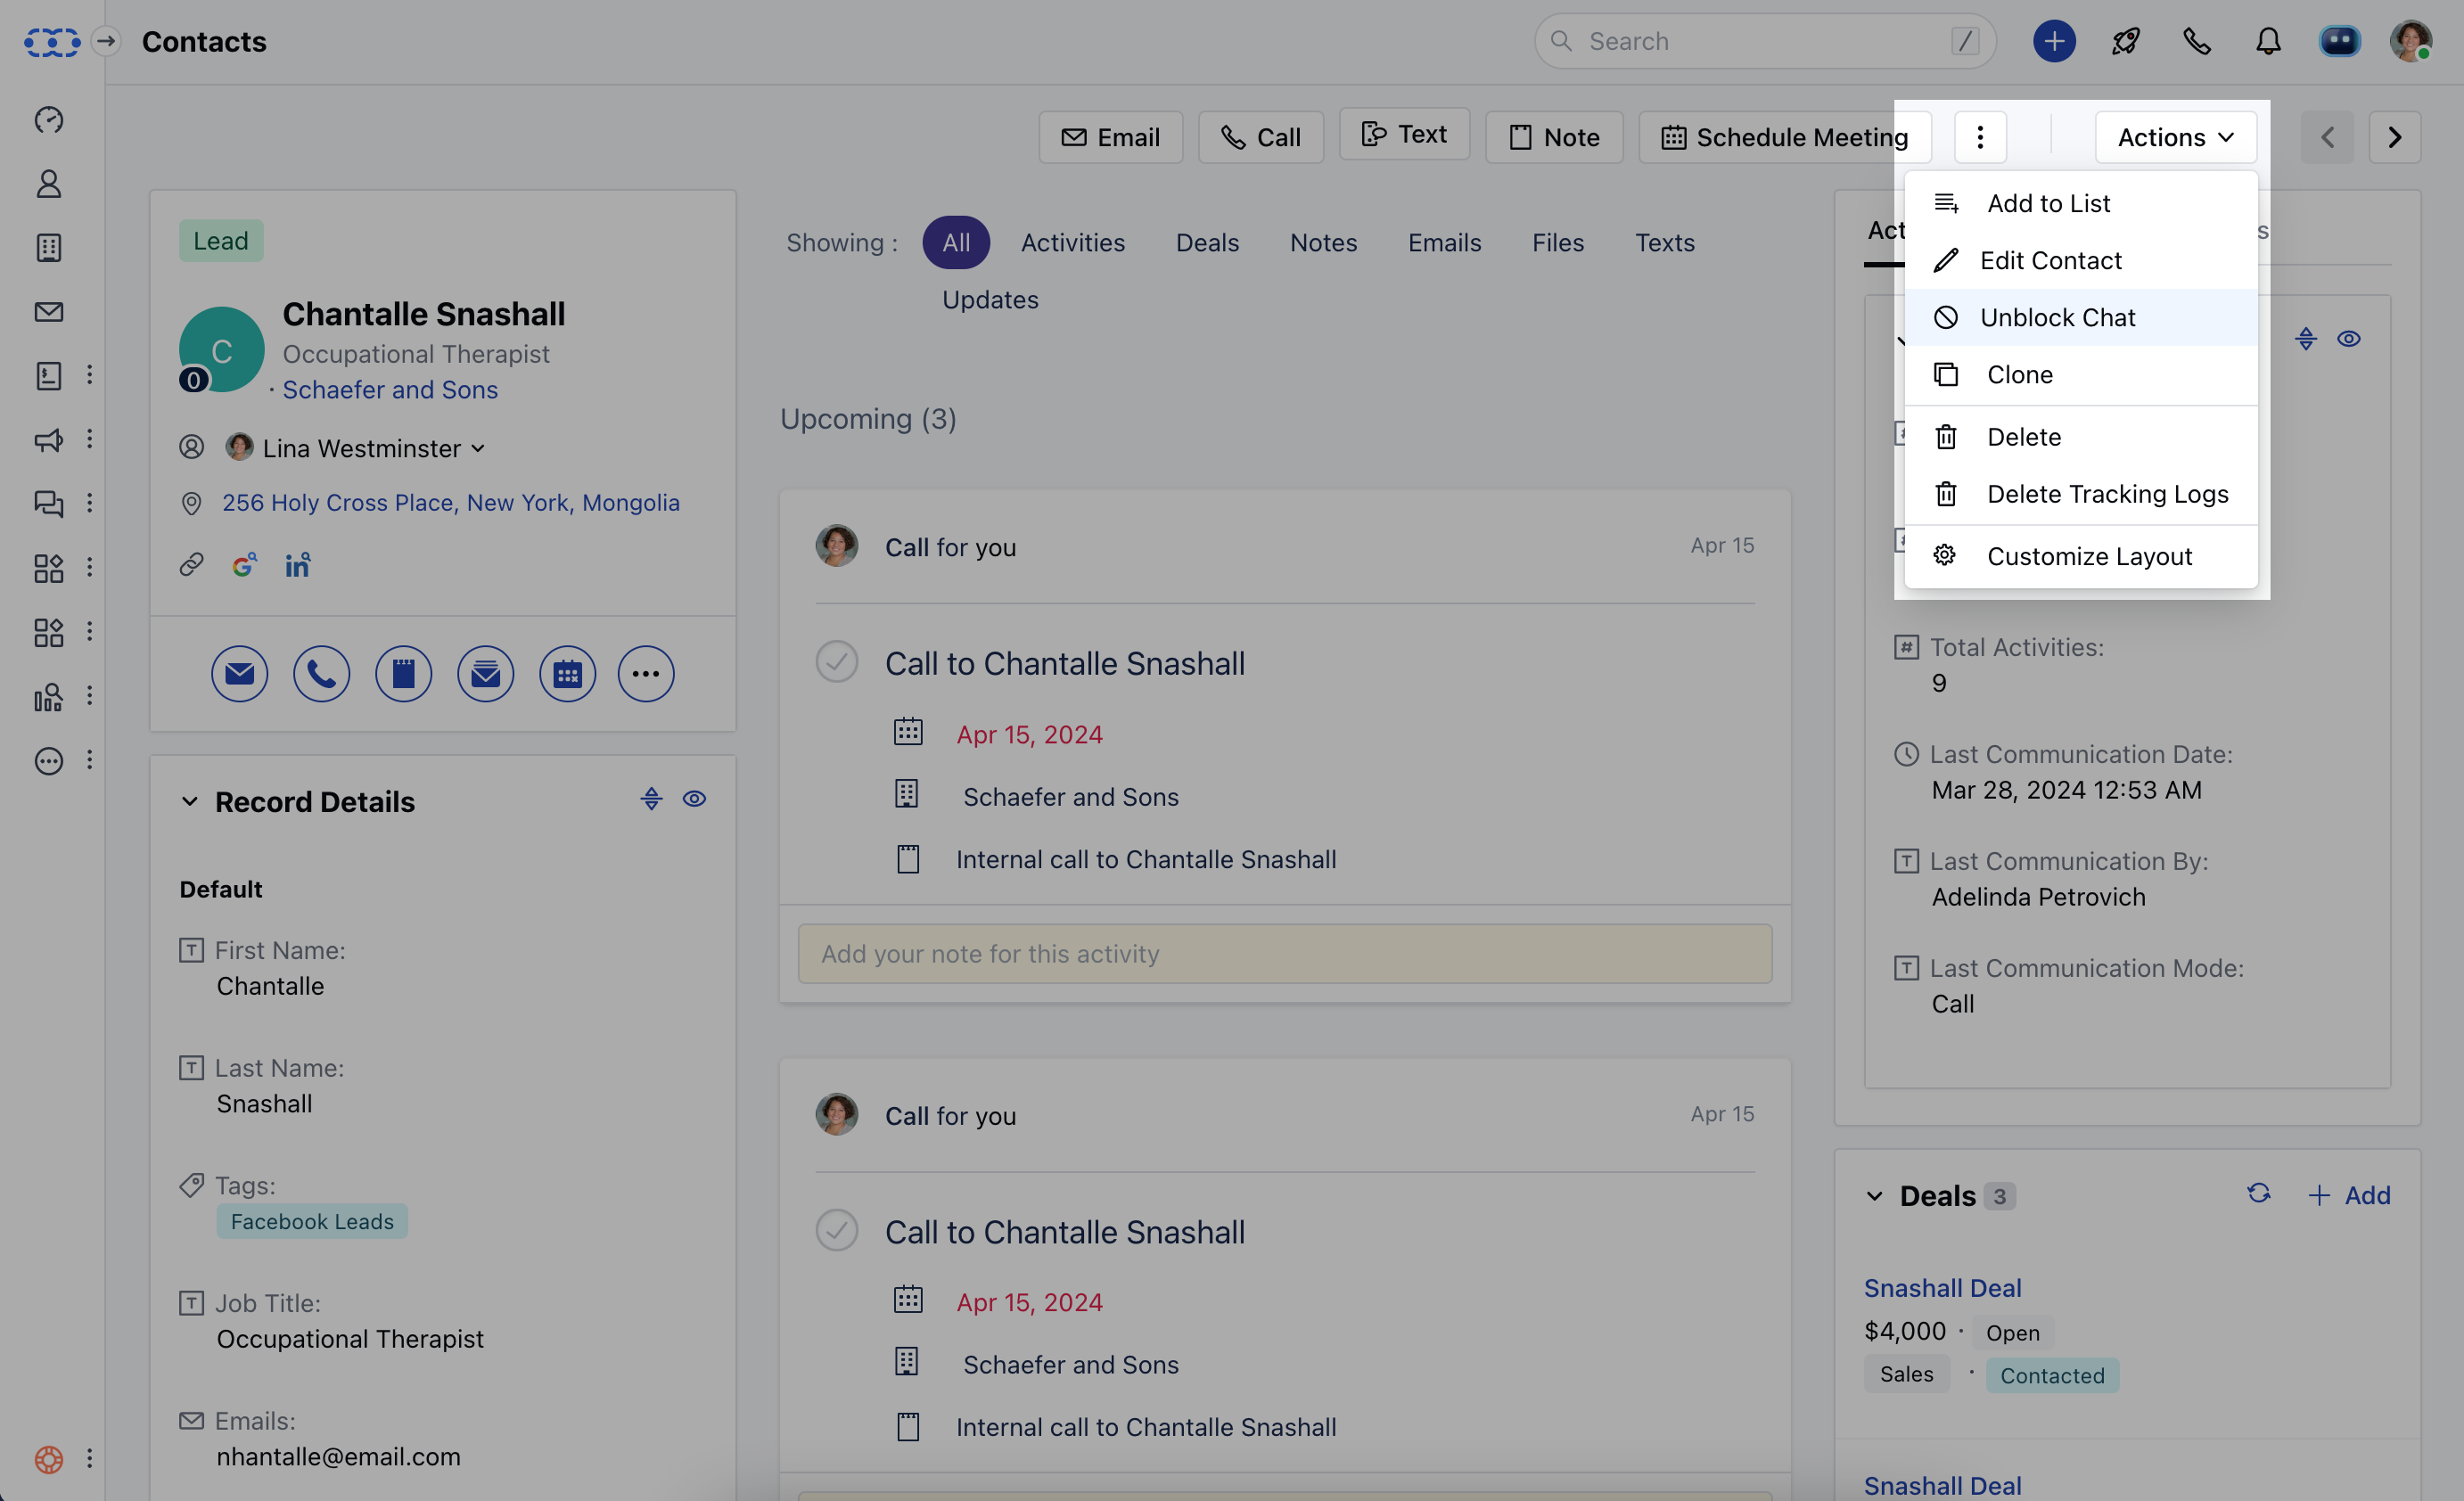 Contacts
Search
/
Email
Call
Text
Note
Schedule Meeting
Actions
Lead
C
0
Chantalle Snashall
Occupational Therapist
· Schaefer and Sons
Lina Westminster
256 Holy Cross Place, New York, Mongolia
Record Details
Default
First Name:
Chantalle
Last Name:
Snashall
Tags:
Facebook Leads
Job Title:
Occupational Therapist
Emails:
nhantalle@email.com
Showing :
All
Activities
Deals
Notes
Emails
Files
Texts
Updates
Upcoming (3)
Call for you
Apr 15
Call to Chantalle Snashall
Apr 15, 2024
Schaefer and Sons
Internal call to Chantalle Snashall
Add your note for this activity
Call for you
Apr 15
Call to Chantalle Snashall
Apr 15, 2024
Schaefer and Sons
Internal call to Chantalle Snashall
Add to List
Edit Contact
Unblock Chat
Clone
Delete
Delete Tracking Logs
Customize Layout
Total Activities:
9
Last Communication Date:
Mar 28, 2024 12:53 AM
Last Communication By:
Adelinda Petrovich
Last Communication Mode:
Call
Deals 3
Add
Snashall Deal
$4,000 · Open
Sales · Contacted
Snashall Deal